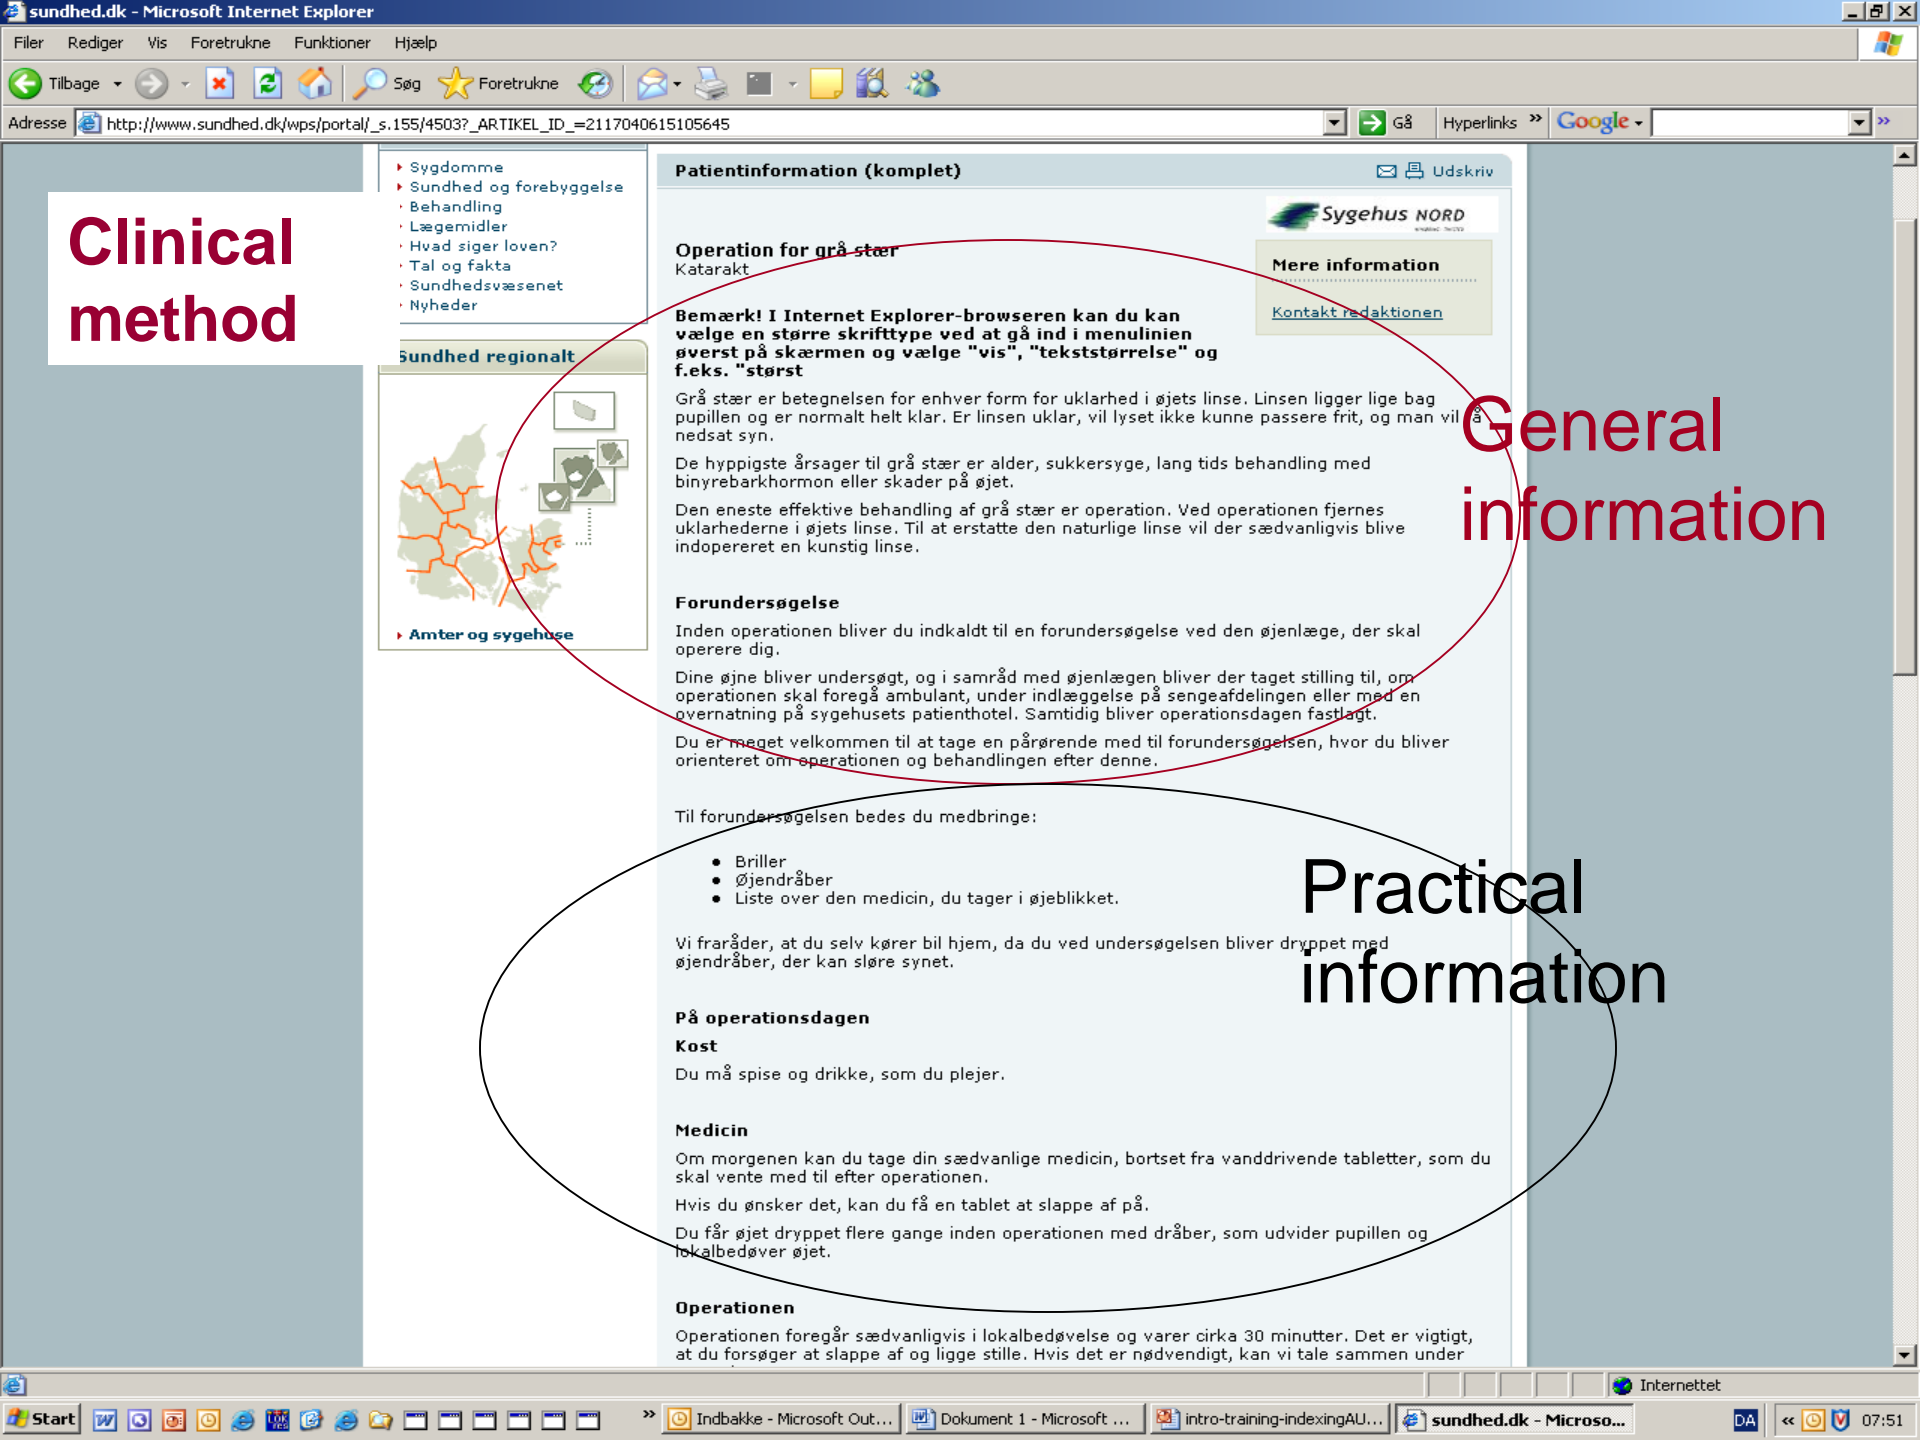 sundhed.dk - Microsoft Internet Explorer
Filer Rediger Vis Foretrukne Funktioner Hjælp
Tilbage Søg Foretrukne
Adresse http://www.sundhed.dk/wps/portal/_s.155/4503?_ARTIKEL_ID_=2117040615105645 Gå Hyperlinks » Google »
Clinical
method
Sygdomme
Sundhed og forebyggelse
Behandling
Lægemidler
Hvad siger loven?
Tal og fakta
Sundhedsvæsenet
Nyheder
Sundhed regionalt
Amter og sygehuse
Patientinformation (komplet) Udskriv
Sygehus NORD
Mere information
Kontakt redaktionen
Operation for grå stær
Katarakt
Bemærk! I Internet Explorer-browseren kan du kan
vælge en større skrifttype ved at gå ind i menulinien
øverst på skærmen og vælge "vis", "tekststørrelse" og
f.eks. "størst
Grå stær er betegnelsen for enhver form for uklarhed i øjets linse. Linsen ligger lige bag
pupillen og er normalt helt klar. Er linsen uklar, vil lyset ikke kunne passere frit, og man vil få
nedsat syn.
De hyppigste årsager til grå stær er alder, sukkersyge, lang tids behandling med
binyrebarkhormon eller skader på øjet.
Den eneste effektive behandling af grå stær er operation. Ved operationen fjernes
uklarhederne i øjets linse. Til at erstatte den naturlige linse vil der sædvanligvis blive
indopereret en kunstig linse.
General
information
Forundersøgelse
Inden operationen bliver du indkaldt til en forundersøgelse ved den øjenlæge, der skal
operere dig.
Dine øjne bliver undersøgt, og i samråd med øjenlægen bliver der taget stilling til, om
operationen skal foregå ambulant, under indlæggelse på sengeafdelingen eller med en
overnatning på sygehusets patienthotel. Samtidig bliver operationsdagen fastlagt.
Du er meget velkommen til at tage en pårørende med til forundersøgelsen, hvor du bliver
orienteret om operationen og behandlingen efter denne.
Til forundersøgelsen bedes du medbringe:
• Briller
• Øjendråber
• Liste over den medicin, du tager i øjeblikket.
Practical
information
Vi fraråder, at du selv kører bil hjem, da du ved undersøgelsen bliver dryppet med
øjendråber, der kan sløre synet.
På operationsdagen
Kost
Du må spise og drikke, som du plejer.
Medicin
Om morgenen kan du tage din sædvanlige medicin, bortset fra vanddrivende tabletter, som du
skal vente med til efter operationen.
Hvis du ønsker det, kan du få en tablet at slappe af på.
Du får øjet dryppet flere gange inden operationen med dråber, som udvider pupillen og
lokalbedøver øjet.
Operationen
Operationen foregår sædvanligvis i lokalbedøvelse og varer cirka 30 minutter. Det er vigtigt,
at du forsøger at slappe af og ligge stille. Hvis det er nødvendigt, kan vi tale sammen under
Internettet
Start » Indbakke - Microsoft Out... Dokument 1 - Microsoft ... intro-training-indexingAU... sundhed.dk - Microso... DA « 07:51